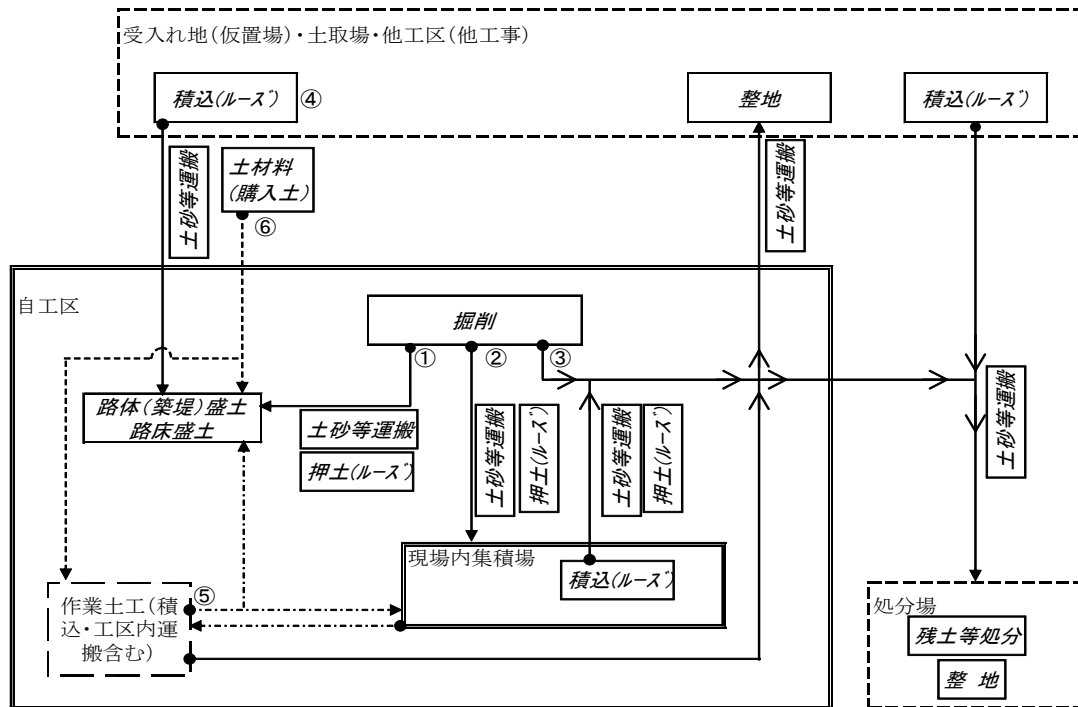 受入れ地(仮置場)・土取場・他工区(他工事)
積込(ﾙｰｽﾞ)
④
整地
積込(ﾙｰｽﾞ)
土砂等運搬
土材料
(購入土)
⑥
土砂等運搬
自工区
掘削
①
②
③
路体(築堤)盛土
路床盛土
土砂等運搬
押土(ﾙｰｽﾞ)
土砂等運搬
押土(ﾙｰｽﾞ)
土砂等運搬
押土(ﾙｰｽﾞ)
土砂等運搬
現場内集積場
積込(ﾙｰｽﾞ)
作業土工(積
込・工区内運
搬含む)
⑤
処分場
残土等処分
整 地